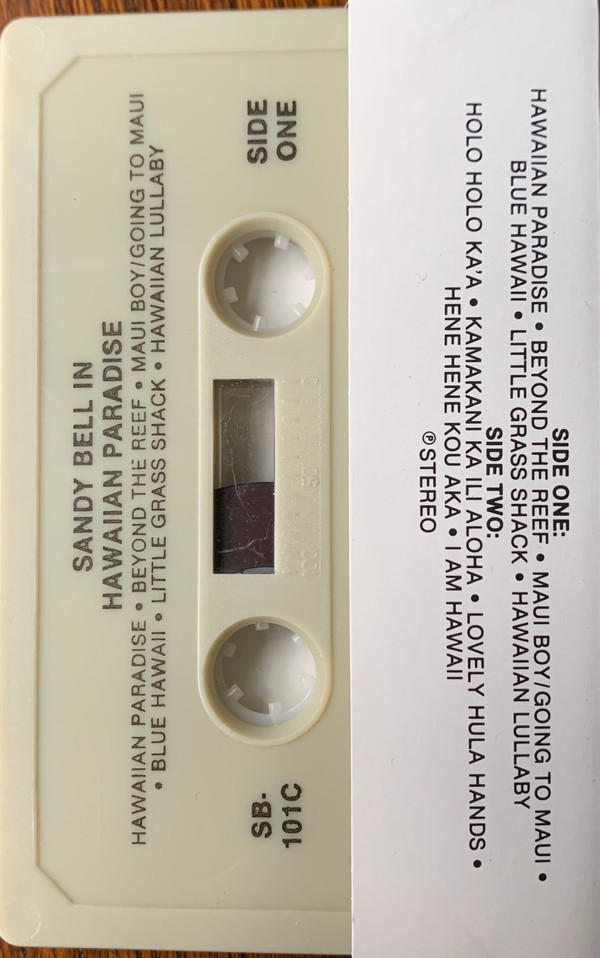 SANDY BELL IN
HAWAIIAN PARADISE
HAWAIIAN PARADISE • BEYOND THE REEF • MAUI BOY/GOING TO MAUI
• BLUE HAWAII • LITTLE GRASS SHACK • HAWAIIAN LULLABY
SB-
101C
SIDE
ONE
SIDE ONE:
HAWAIIAN PARADISE • BEYOND THE REEF • MAUI BOY/GOING TO MAUI •
BLUE HAWAII • LITTLE GRASS SHACK • HAWAIIAN LULLABY
SIDE TWO:
HOLO HOLO KA'A • KAMAKANI KA ILI ALOHA • LOVELY HULA HANDS •
HENE HENE KOU AKA • I AM HAWAII
℗ STEREO